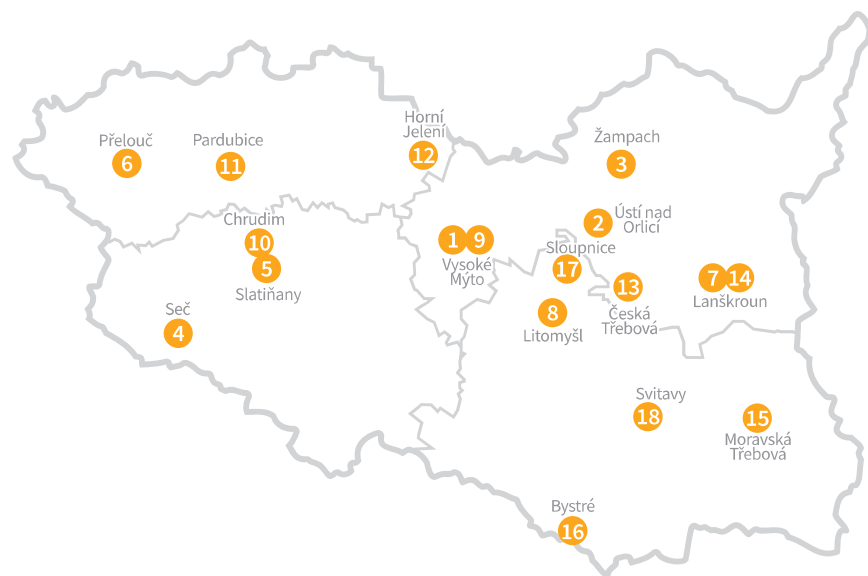 Horní
Jelení
12
Přelouč
6
Pardubice
11
Žampach
3
Chrudim
10
5
Slatiňany
Ústí nad
Orlicí
2
1 9
Vysoké
Mýto
Sloupnice
17
7 14
Lanškroun
13
Česká
Třebová
Seč
4
8
Litomyšl
Svitavy
18
15
Moravská
Třebová
Bystré
16